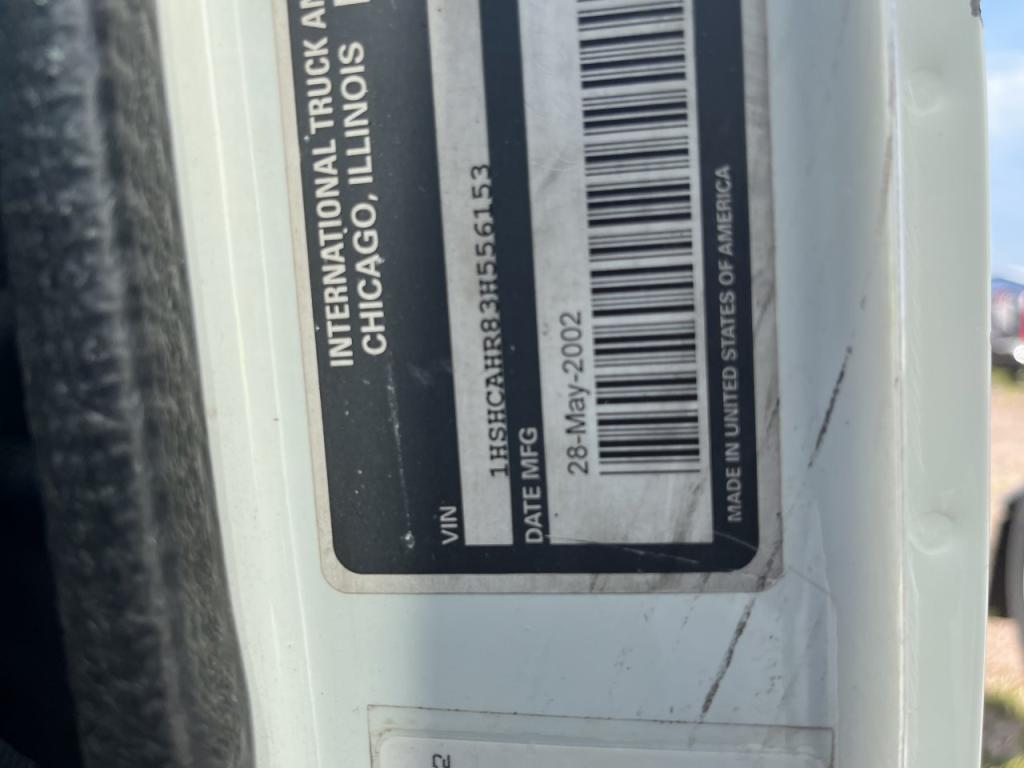 INTERNATIONAL TRUCK
CHICAGO, ILLINOIS
VIN
1HSHCAHR83H556153
DATE MFG
28-May-2002
MADE IN UNITED STATES OF AMERICA